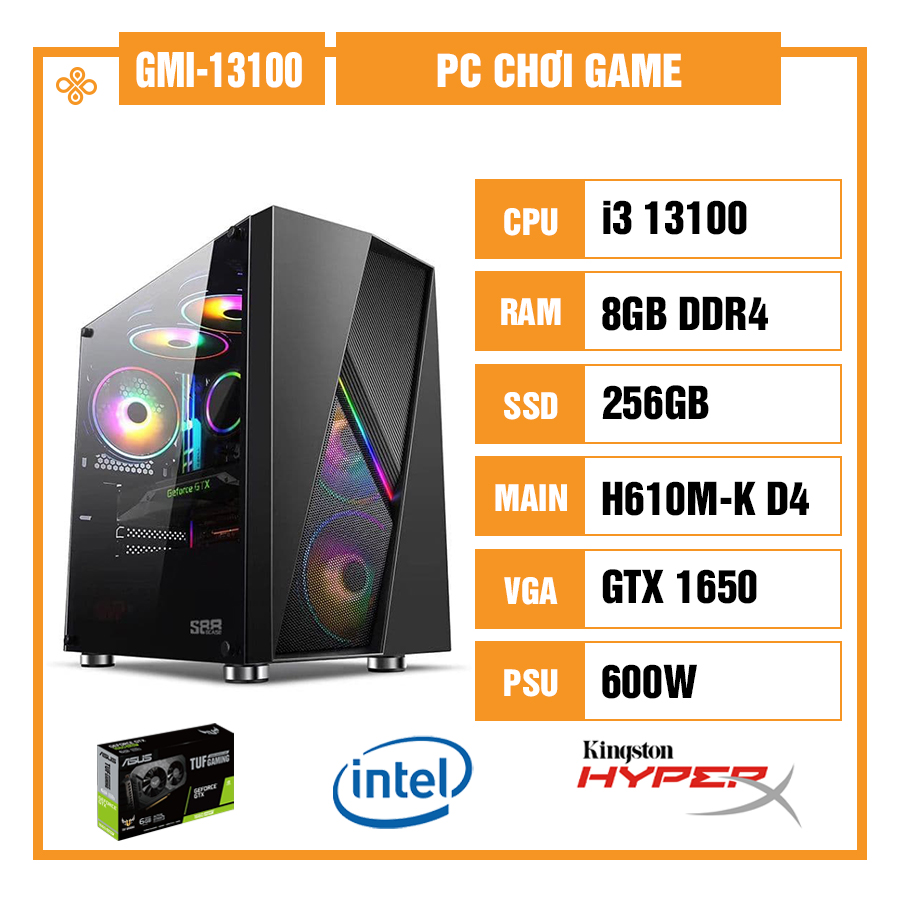 GMI-13100
PC CHƠI GAME
CPU
i3 13100
RAM
8GB DDR4
SSD
256GB
MAIN
H610M-K D4
VGA
GTX 1650
PSU
600W
GeForce GTX
ASUS
TUF GAMING
GEFORCE
GTX
intel
Kingston
HYPERX